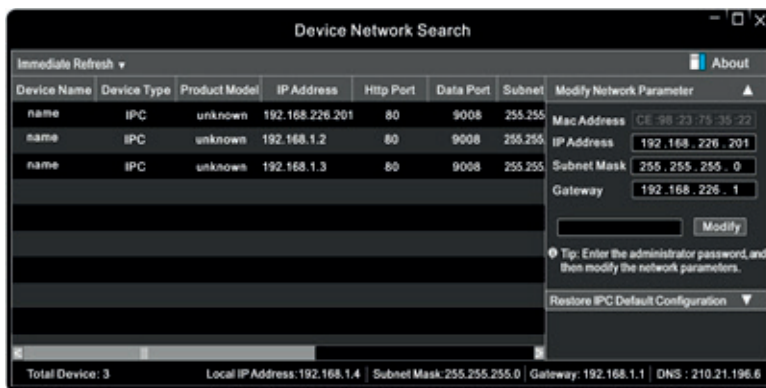 Device Network Search
Immediate Refresh
About
Device Name Device Type Product Model IP Address Http Port Data Port Subnet
name IPC unknown 192.168.226.201 80 9008 255.255
name IPC unknown 192.168.1.2 80 9008 255.255.
name IPC unknown 192.168.1.3 80 9008 255.255.
Modify Network Parameter
Mac Address CE:98:23:75:35:22
IP Address 192.168.226.201
Subnet Mask 255.255.255.0
Gateway 192.168.226.1
Modify
Tip: Enter the administrator password, and
then modify the network parameters.
Restore IPC Default Configuration
Total Device: 3 Local IP Address:192.168.1.4 Subnet Mask:255.255.255.0 Gateway: 192.168.1.1 DNS : 210.21.196.6